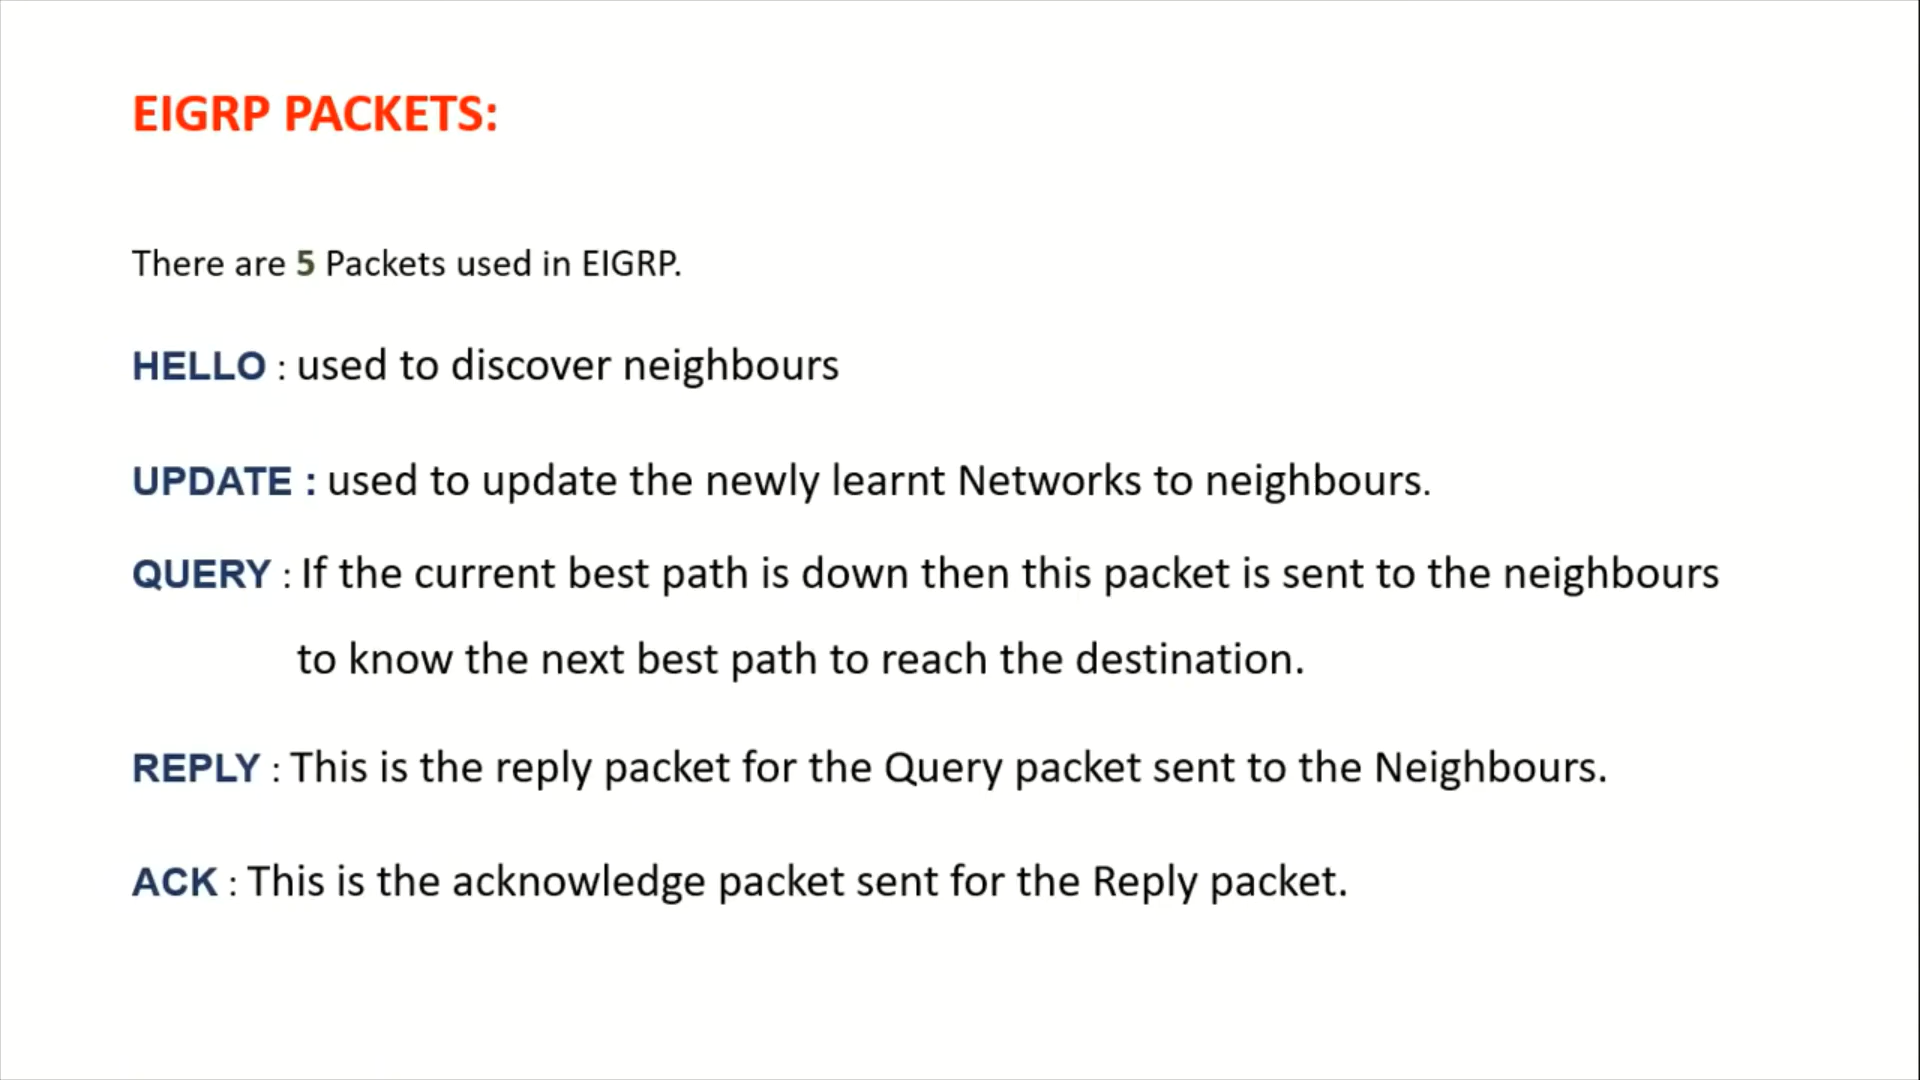 EIGRP PACKETS:
There are 5 Packets used in EIGRP.
HELLO : used to discover neighbours
UPDATE : used to update the newly learnt Networks to neighbours.
QUERY : If the current best path is down then this packet is sent to the neighbours
to know the next best path to reach the destination.
REPLY : This is the reply packet for the Query packet sent to the Neighbours.
ACK : This is the acknowledge packet sent for the Reply packet.